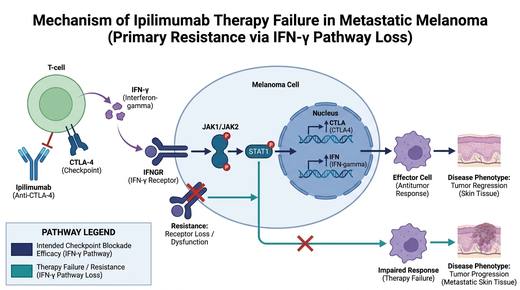 Mechanism of Ipilimumab Therapy Failure in Metastatic Melanoma
(Primary Resistance via IFN-γ Pathway Loss)
T-cell
IFN-γ
(Interferon-
gamma)
CTLA-4
(Checkpoint)
Ipilimumab
(Anti-CTLA-4)
IFNGR
(IFN-γ Receptor)
Melanoma Cell
JAK1/JAK2
P
P
P
P
STAT1
Nucleus
CTLA
(CTLA4)
IFN
(IFN-gamma)
Effector Cell
(Antitumor
Response)
Disease Phenotype:
Tumor Regression
(Skin Tissue)
Resistance:
Receptor Loss /
Dysfunction
Impaired Response
(Therapy Failure)
Disease Phenotype:
Tumor Progression
(Metastatic Skin Tissue)
PATHWAY LEGEND
Intended Checkpoint Blockade
Efficacy (IFN-γ Pathway)
Therapy Failure / Resistance
(IFN-γ Pathway Loss)